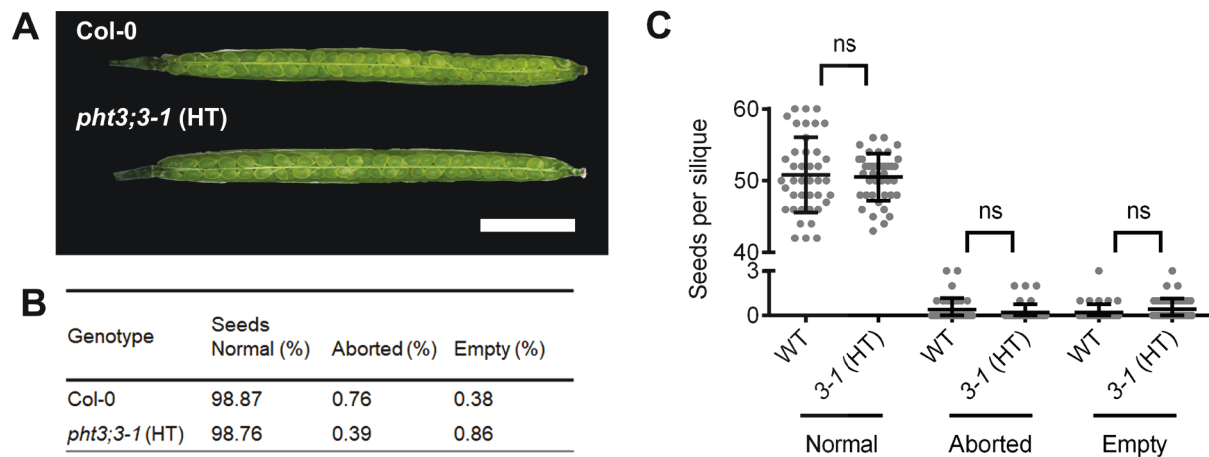 A
Col-0
pht3;3-1 (HT)
B
Genotype Seeds Normal (%) Aborted (%) Empty (%)
Col-0 98.87 0.76 0.38
pht3;3-1 (HT) 98.76 0.39 0.86
C
ns
ns
ns
Seeds per silique
60
50
40
3
0
WT 3-1 (HT) WT 3-1 (HT) WT 3-1 (HT)
Normal Aborted Empty